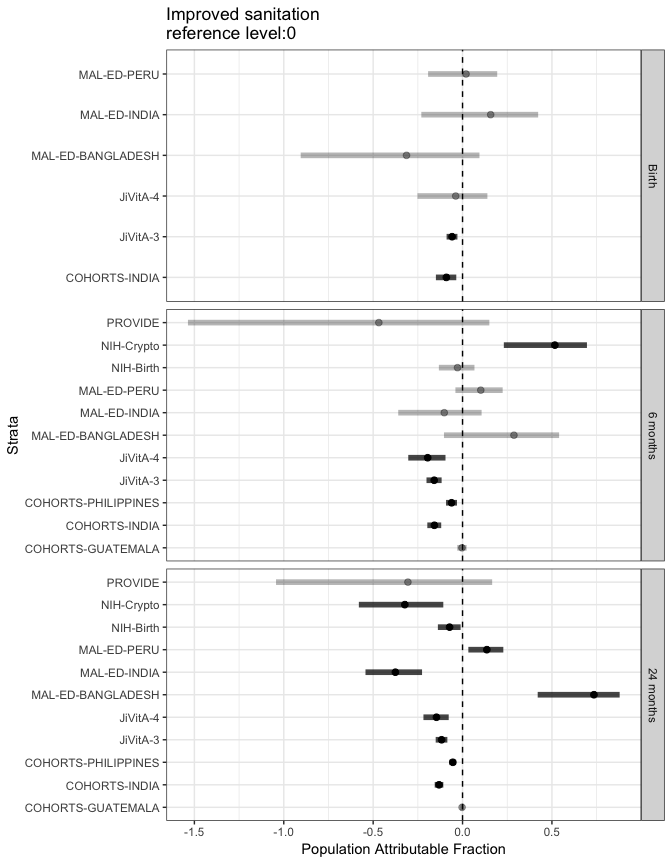 Improved sanitation
reference level:0
Strata
MAL-ED-PERU
MAL-ED-INDIA
MAL-ED-BANGLADESH
JiVitA-4
JiVitA-3
COHORTS-INDIA
Birth
PROVIDE
NIH-Crypto
NIH-Birth
MAL-ED-PERU
MAL-ED-INDIA
MAL-ED-BANGLADESH
JiVitA-4
JiVitA-3
COHORTS-PHILIPPINES
COHORTS-INDIA
COHORTS-GUATEMALA
6 months
PROVIDE
NIH-Crypto
NIH-Birth
MAL-ED-PERU
MAL-ED-INDIA
MAL-ED-BANGLADESH
JiVitA-4
JiVitA-3
COHORTS-PHILIPPINES
COHORTS-INDIA
COHORTS-GUATEMALA
24 months
-1.5 -1.0 -0.5 0.0 0.5
Population Attributable Fraction